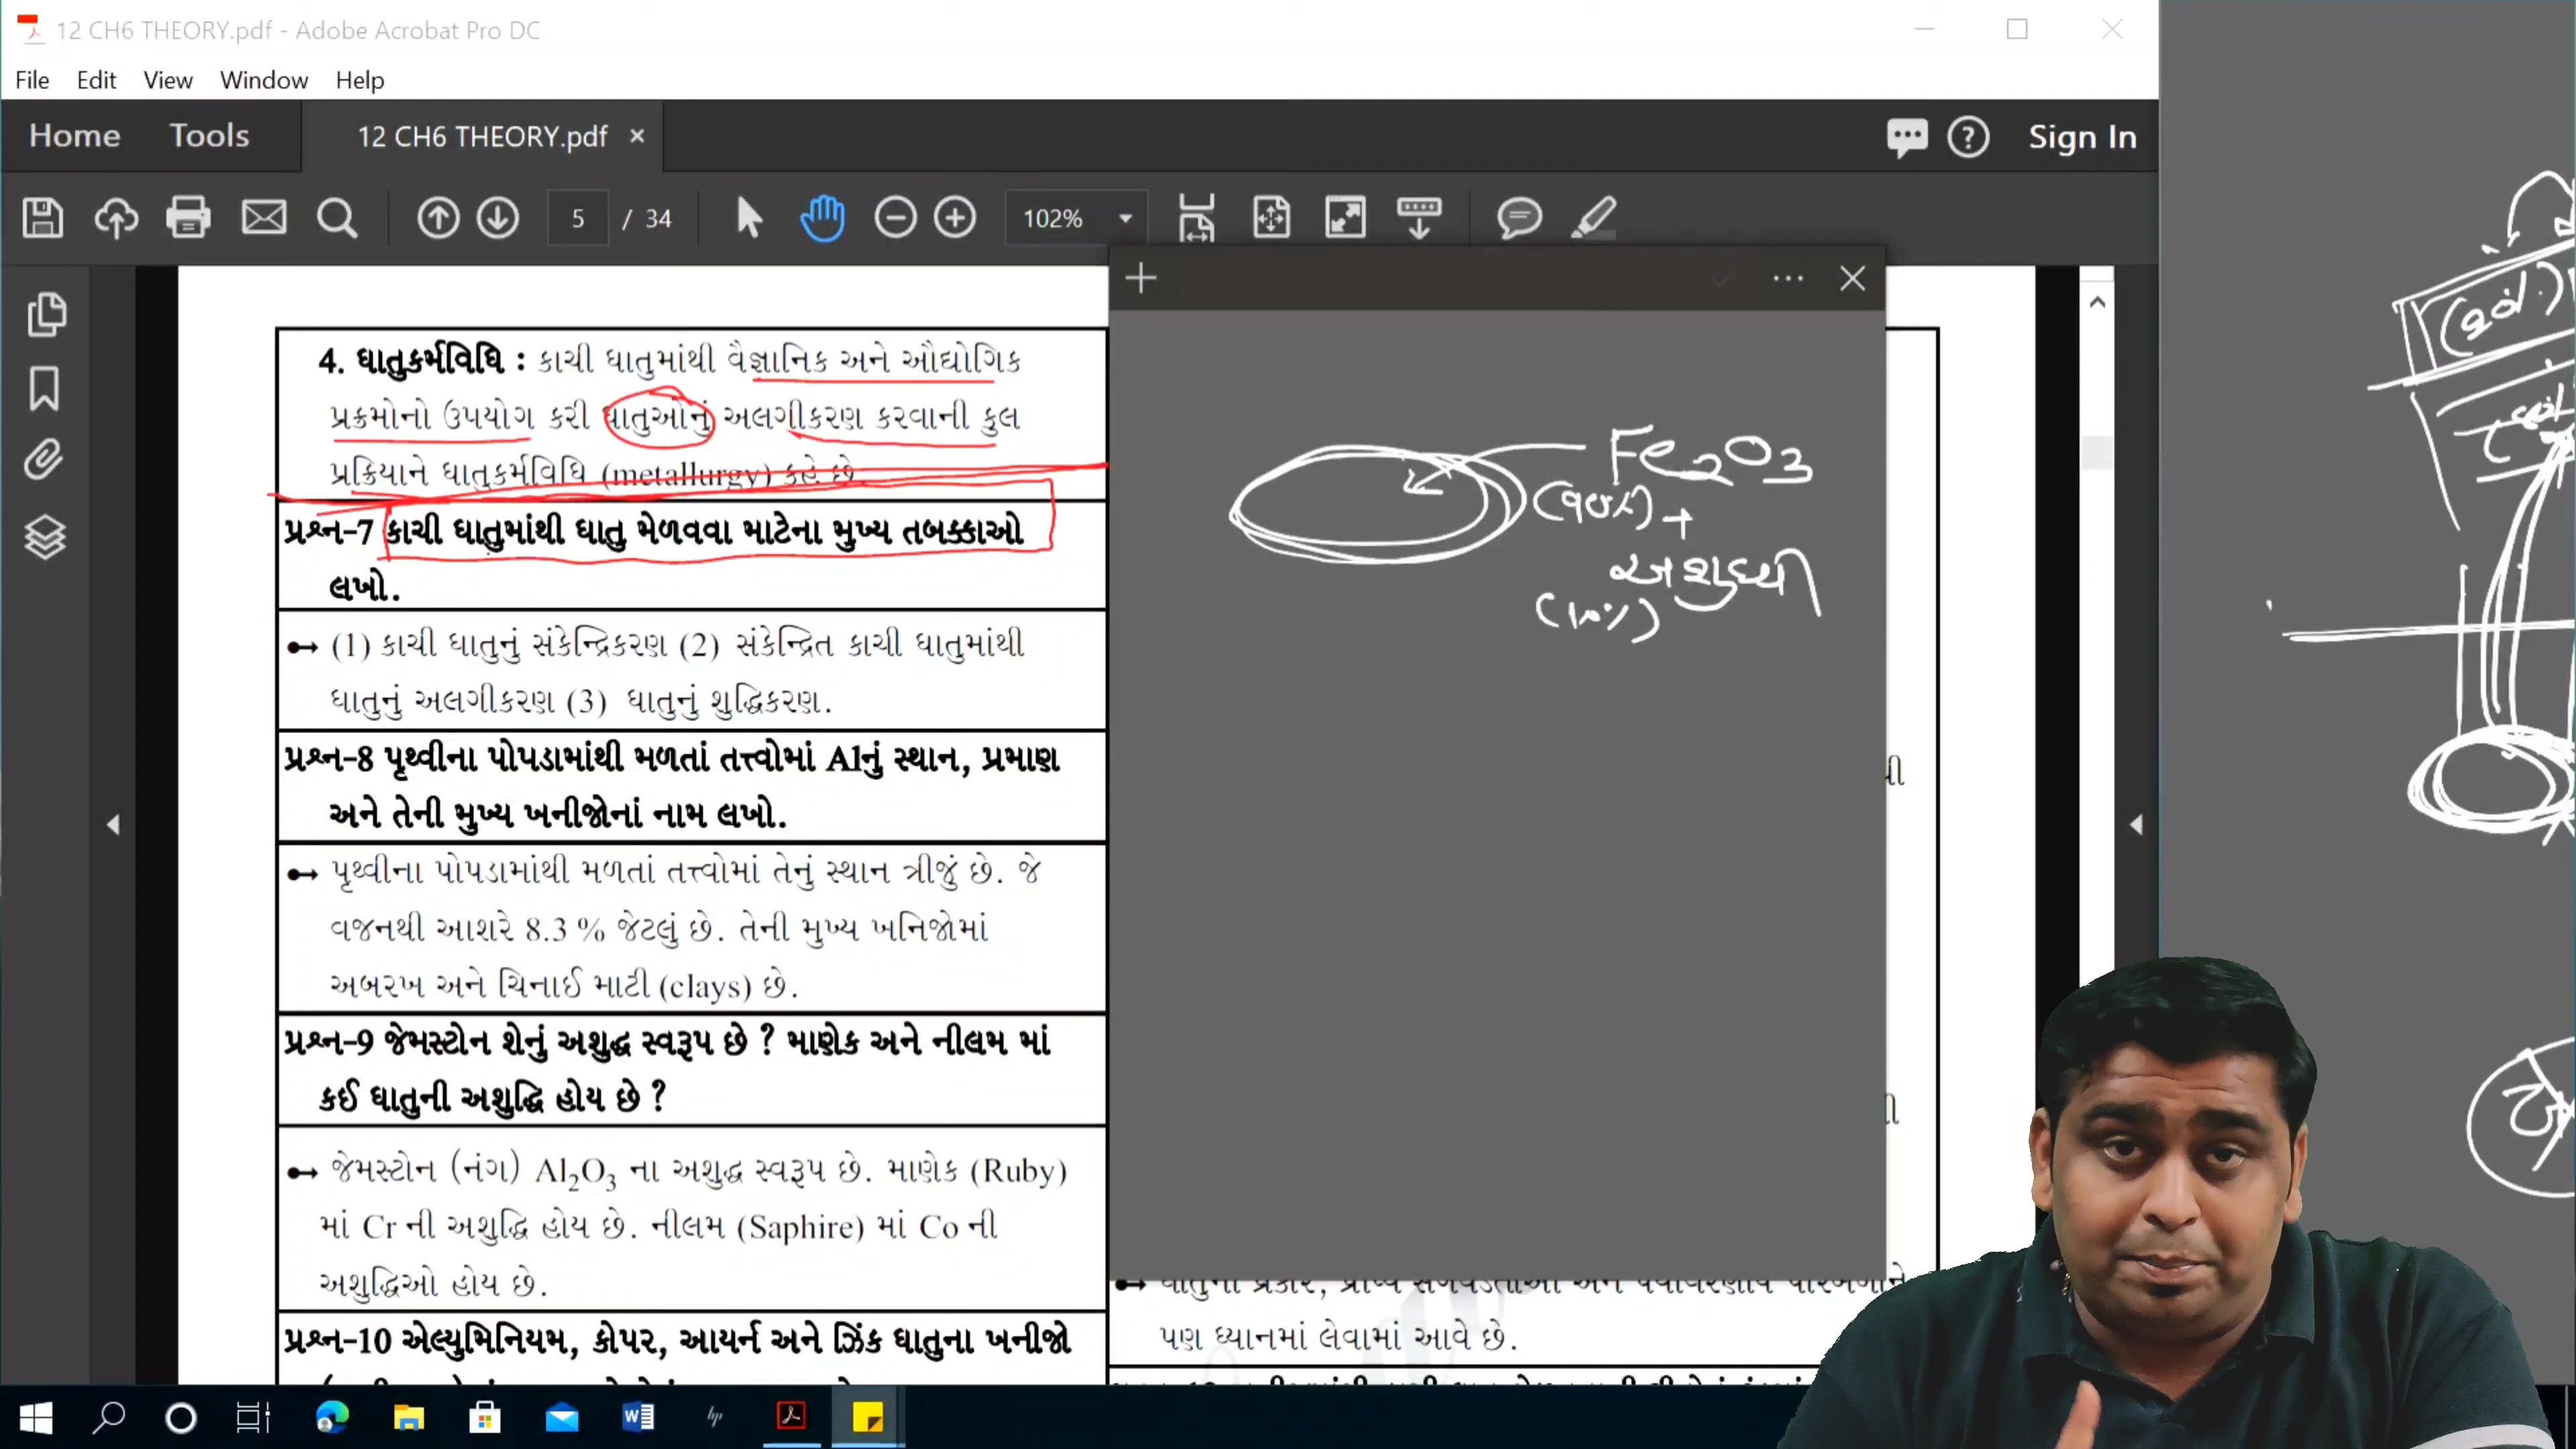 12 CH6 THEORY.pdf - Adobe Acrobat Pro DC
File Edit View Window Help
Home Tools 12 CH6 THEORY.pdf × Sign In
5 / 34 102%
4. ધાતુકર્મવિધિ : કાચી ધાતુમાંથી વૈજ્ઞાનિક અને ઔદ્યોગિક
પ્રક્રમોનો ઉપયોગ કરી ધાતુઓનું અલગીકરણ કરવાની કુલ
પ્રક્રિયાને ધાતુકર્મવિધિ (metallurgy) કહે છે.
પ્રશ્ન-7 કાચી ધાતુમાંથી ધાતુ મેળવવા માટેના મુખ્ય તબક્કાઓ
લખો.
(1) કાચી ધાતુનું સંકેન્દ્રિકરણ (2) સંકેન્દ્રિત કાચી ધાતુમાંથી
ધાતુનું અલગીકરણ (3) ધાતુનું શુદ્ધિકરણ.
પ્રશ્ન-8 પૃથ્વીના પોપડામાંથી મળતાં તત્ત્વોમાં Alનું સ્થાન, પ્રમાણ
અને તેની મુખ્ય ખનીજોનાં નામ લખો.
પૃથ્વીના પોપડામાંથી મળતાં તત્ત્વોમાં તેનું સ્થાન ત્રીજું છે. જે
વજનથી આશરે 8.3 % જેટલું છે. તેની મુખ્ય ખનિજોમાં
અબરખ અને ચિનાઈ માટી (clays) છે.
પ્રશ્ન-9 જેમસ્ટોન શેનું અશુદ્ધ સ્વરૂપ છે ? માણેક અને નીલમ માં
કઈ ધાતુની અશુદ્ધિ હોય છે ?
જેમસ્ટોન (નંગ) Al₂O₃ ના અશુદ્ધ સ્વરૂપ છે. માણેક (Ruby)
માં Cr ની અશુદ્ધિ હોય છે. નીલમ (Saphire) માં Co ની
અશુદ્ધિઓ હોય છે.
પ્રશ્ન-10 એલ્યુમિનિયમ, કોપર, આયર્ન અને ઝિંક ધાતુના ખનીજો
Fe₂O₃
(90%) +
અશુધ્ધી
(10%)
પણ ધ્યાનમાં લેવામાં આવે છે.